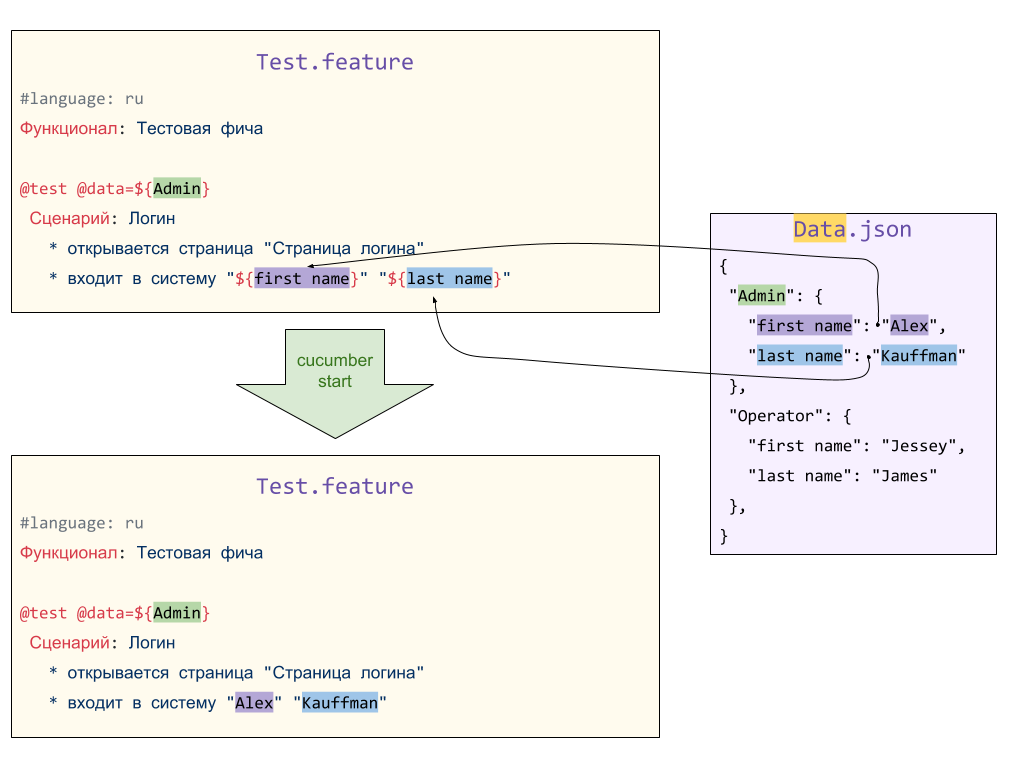 Test.feature
#language: ru
Функционал: Тестовая фича
@test @data=${Admin}
Сценарий: Логин
* открывается страница "Страница логина"
* входит в систему "${first name}" "${last name}"
cucumber
start
Test.feature
#language: ru
Функционал: Тестовая фича
@test @data=${Admin}
Сценарий: Логин
* открывается страница "Страница логина"
* входит в систему "Alex" "Kauffman"
Data.json
{
"Admin": {
"first name": "Alex",
"last name": "Kauffman"
},
"Operator": {
"first name": "Jessey",
"last name": "James"
},
}